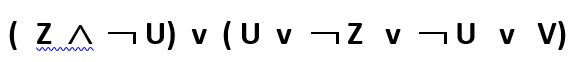 ( Z ∧ ¬ U) v ( U v ¬ Z v ¬ U v V)